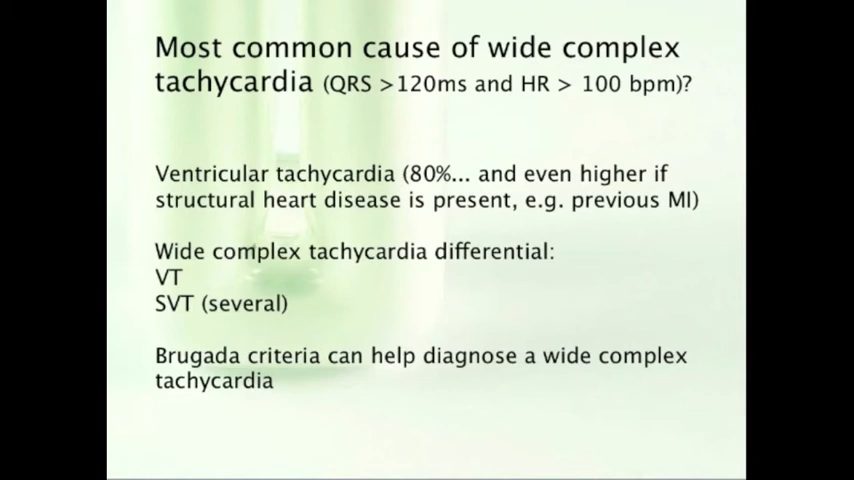 Most common cause of wide complex
tachycardia (QRS >120ms and HR > 100 bpm)?
Ventricular tachycardia (80%... and even higher if
structural heart disease is present, e.g. previous MI)
Wide complex tachycardia differential:
VT
SVT (several)
Brugada criteria can help diagnose a wide complex
tachycardia